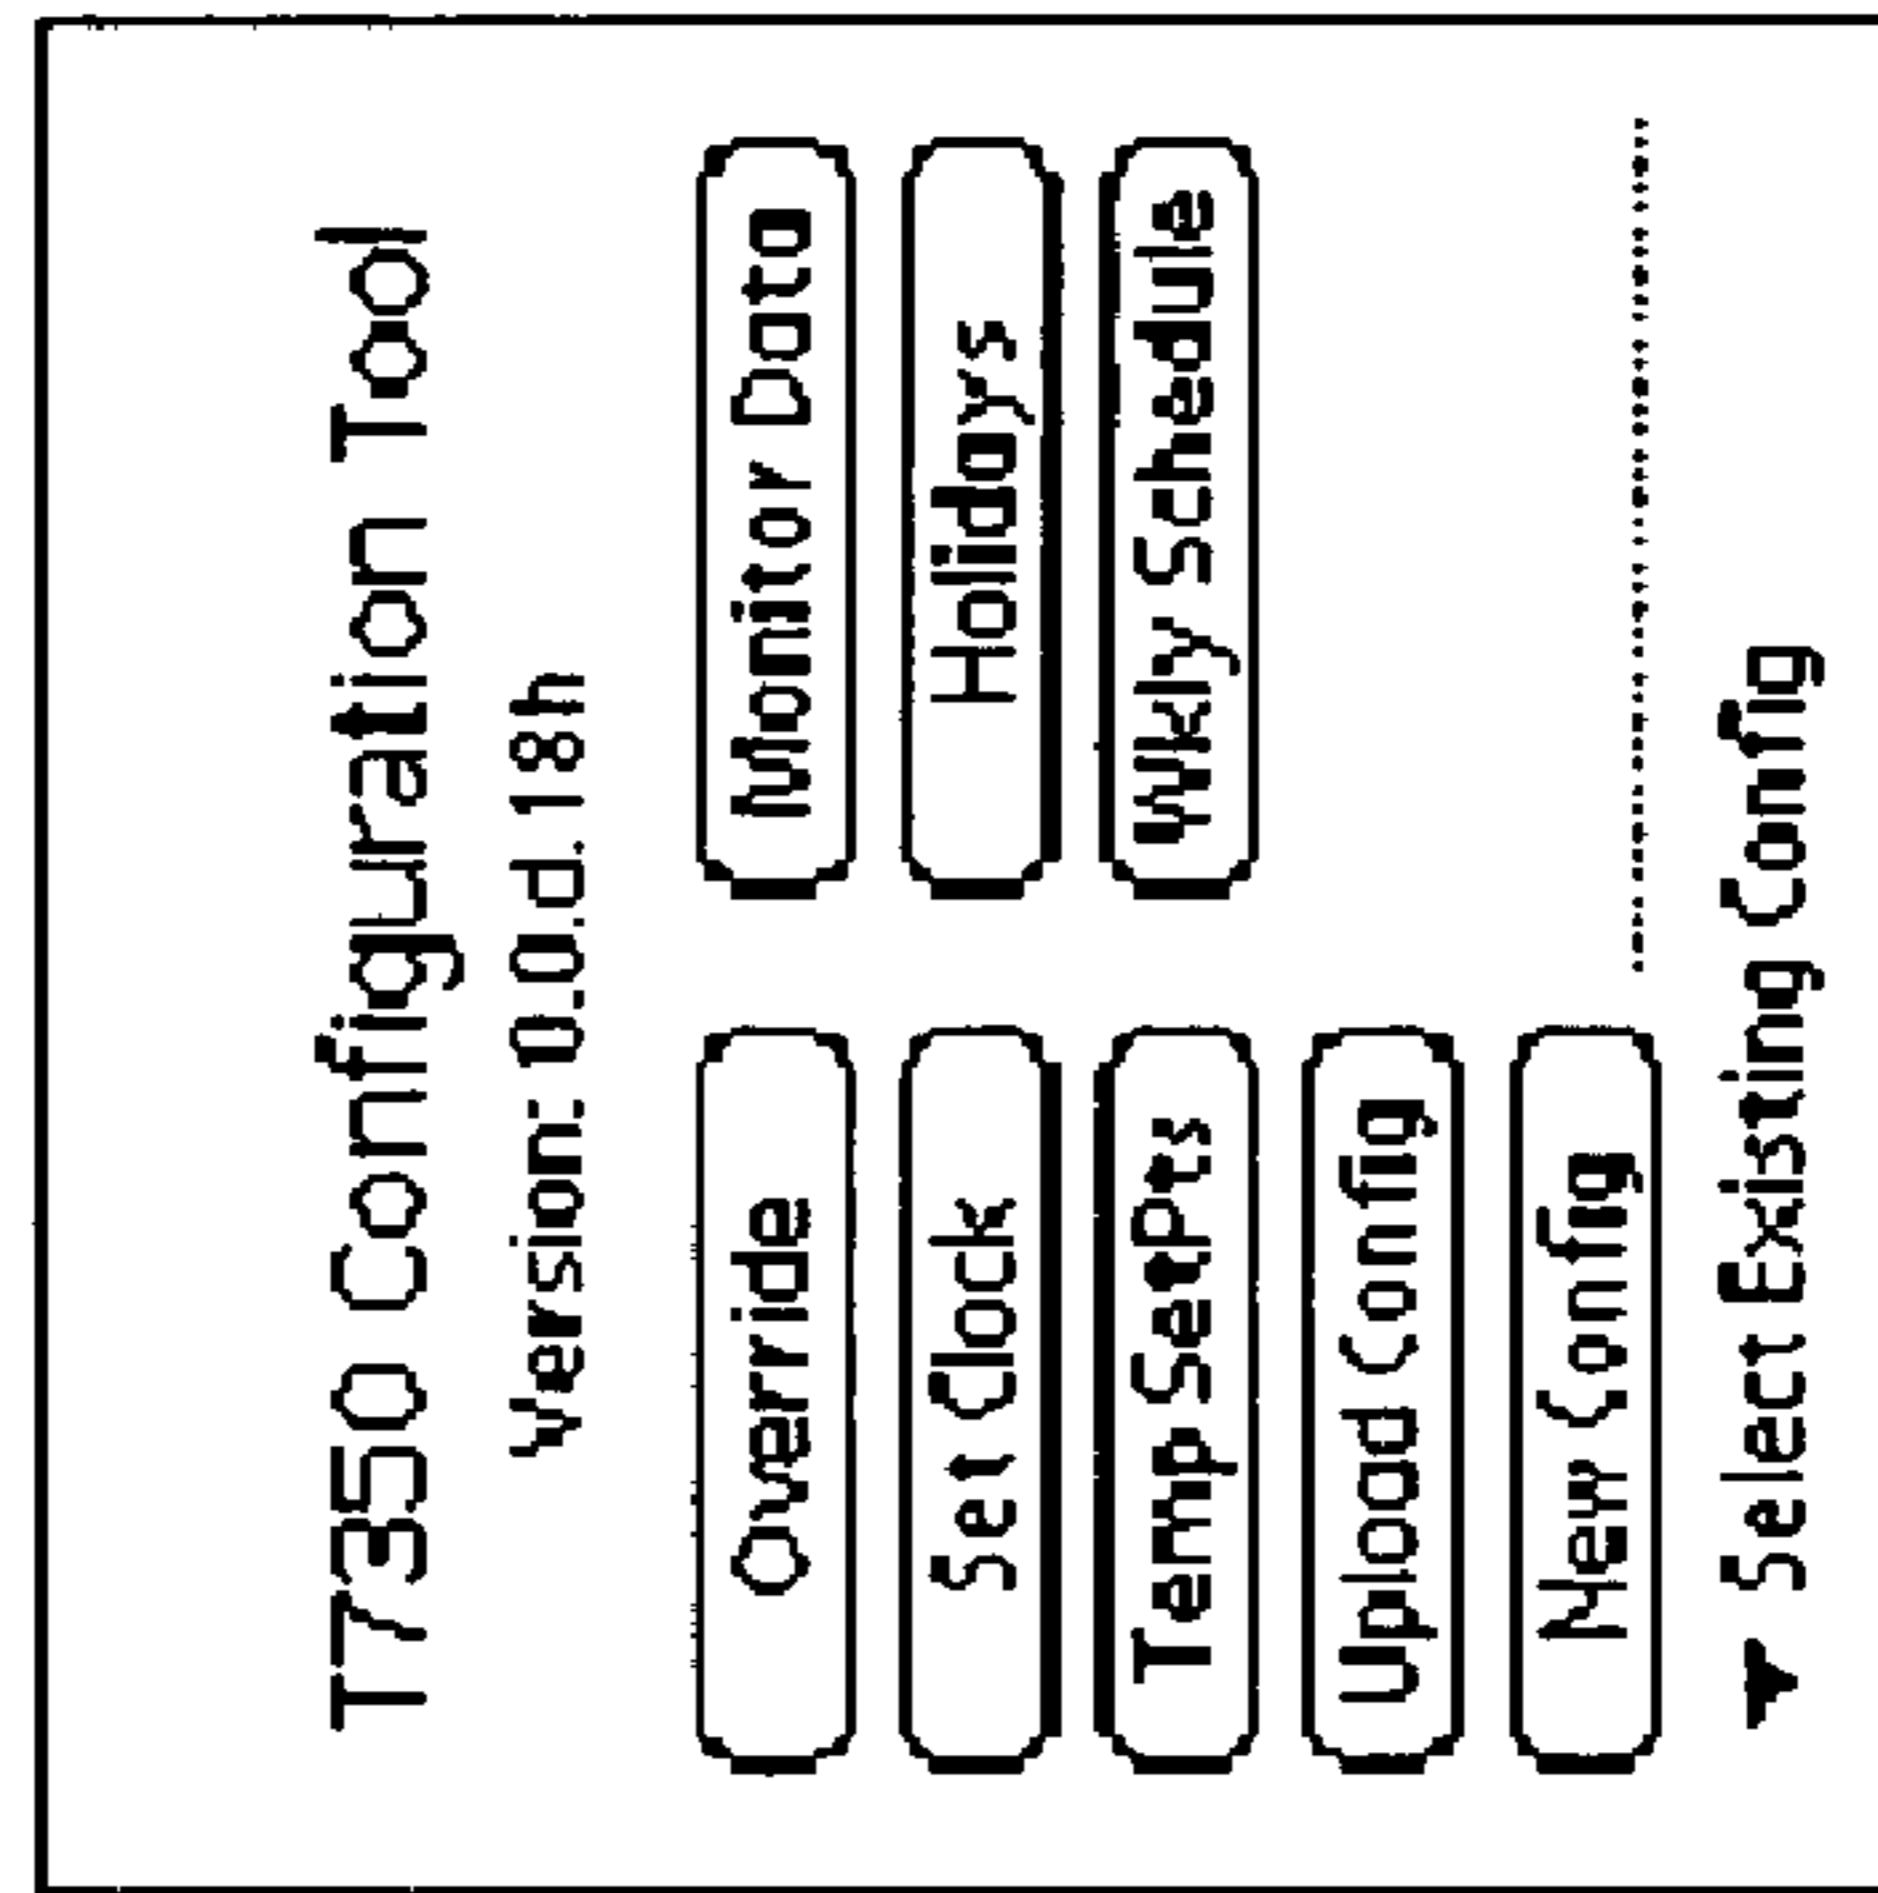 T7350 Configuration Tool
Version: 0.0.d.18h
Override
Monitor Data
Set Clock
Holidays
Temp SetPts
Wkly Schedule
Upload Config
New Config
Select Existing Config